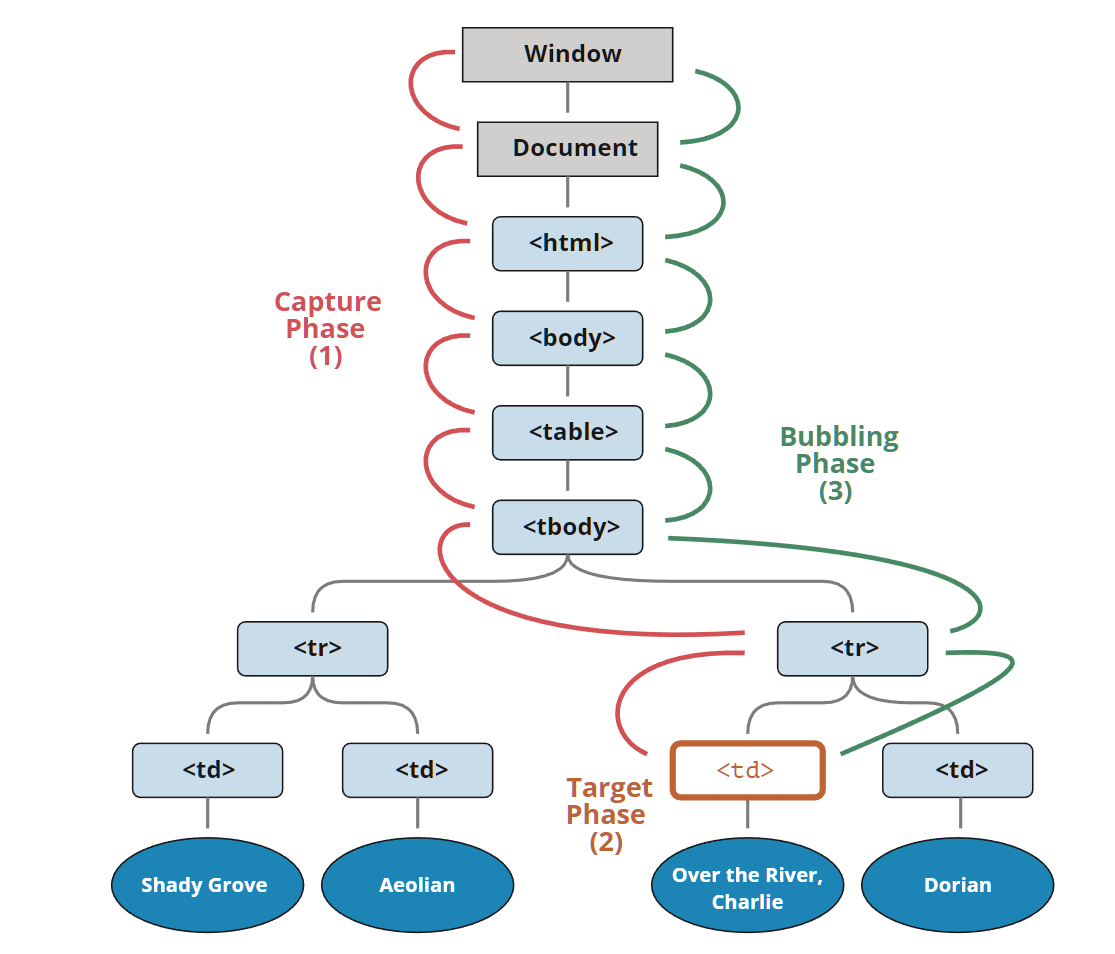 Window
Document
<html>
Capture
Phase
(1)
<body>
<table>
Bubbling
Phase
(3)
<tbody>
<tr>
<tr>
<td>
<td>
<td>
<td>
Target
Phase
(2)
Shady Grove
Aeolian
Over the River,
Charlie
Dorian